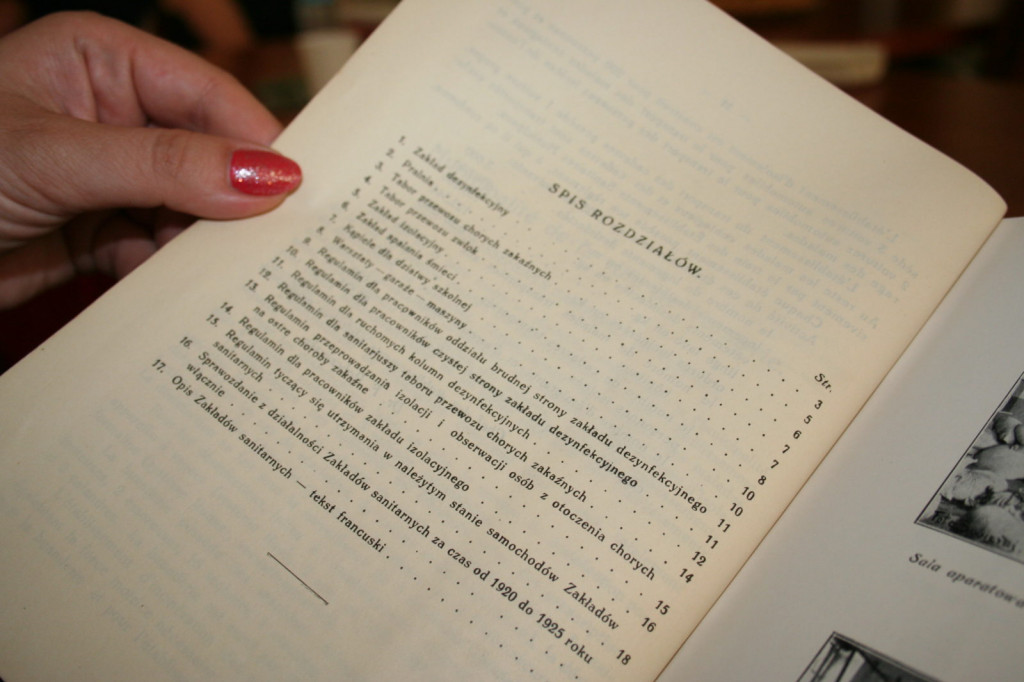 SPIS ROZDZIAŁÓW.
Str.
1. Zakład dezynfekcyjny . . . 3
2. Pralnia . . . 5
3. Tabor przewozu chorych zakaźnych . . . 6
4. Tabor przewozu zwłok . . . 7
5. Zakład izolacyjny . . . 7
6. Zakład spalania śmieci . . . 8
7. Kąpiele dla dziatwy szkolnej . . . 10
8. Warsztaty — garaże — maszyny . . . 10
9. Regulamin dla pracowników oddziału brudnej strony zakładu dezynfekcyjnego 11
10. Regulamin dla pracowników czystej strony zakładu dezynfekcyjnego . . . 11
11. Regulamin dla ruchomych kolumn dezynfekcyjnych . . . 12
12. Regulamin dla sanitarjuszy taboru przewozu chorych zakaźnych . . . 14
13. Regulamin przeprowadzania izolacji i obserwacji osób z otoczenia chorych
na ostre choroby zakaźne . . . 15
14. Regulamin dla pracowników zakładu izolacyjnego . . . 16
15. Regulamin tyczący się utrzymania w należytym stanie samochodów Zakładów
sanitarnych . . . 18
16. Sprawozdanie z działalności Zakładów sanitarnych za czas od 1920 do 1925 roku
włącznie . . .
17. Opis Zakładów sanitarnych — tekst francuski . . .
Sala